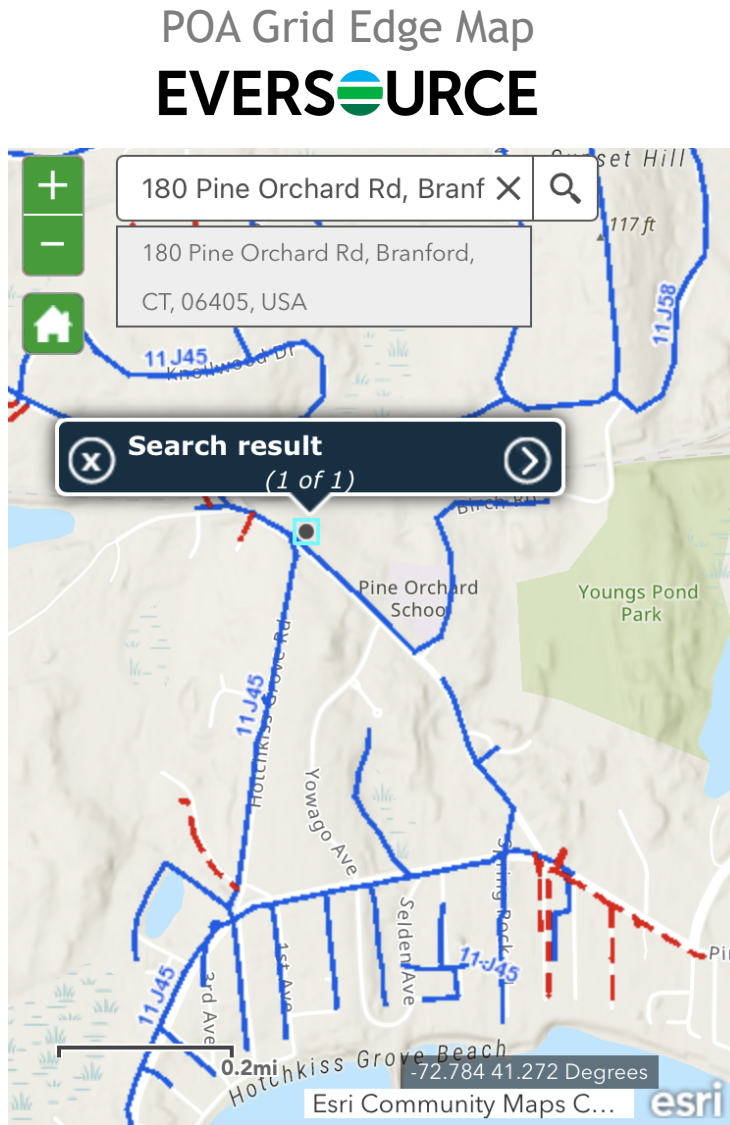 POA Grid Edge Map
EVERSOURCE
Sunset Hill
+
180 Pine Orchard Rd, Branf
117 ft
−
180 Pine Orchard Rd, Branford,
CT, 06405, USA
11J58
11J45
Knollwood Dr
x
Search result
(1 of 1)
Birch Rd
Pine Orchard
School
Youngs Pond
Park
Hotchkiss Grove Rd
11J45
Yowago Ave
Spring Rock
Selden Ave
1st Ave
3rd Ave
11J45
11-J45
Pi
0.2mi
Hotchkiss Grove Beach
-72.784 41.272 Degrees
Esri Community Maps C...
esri